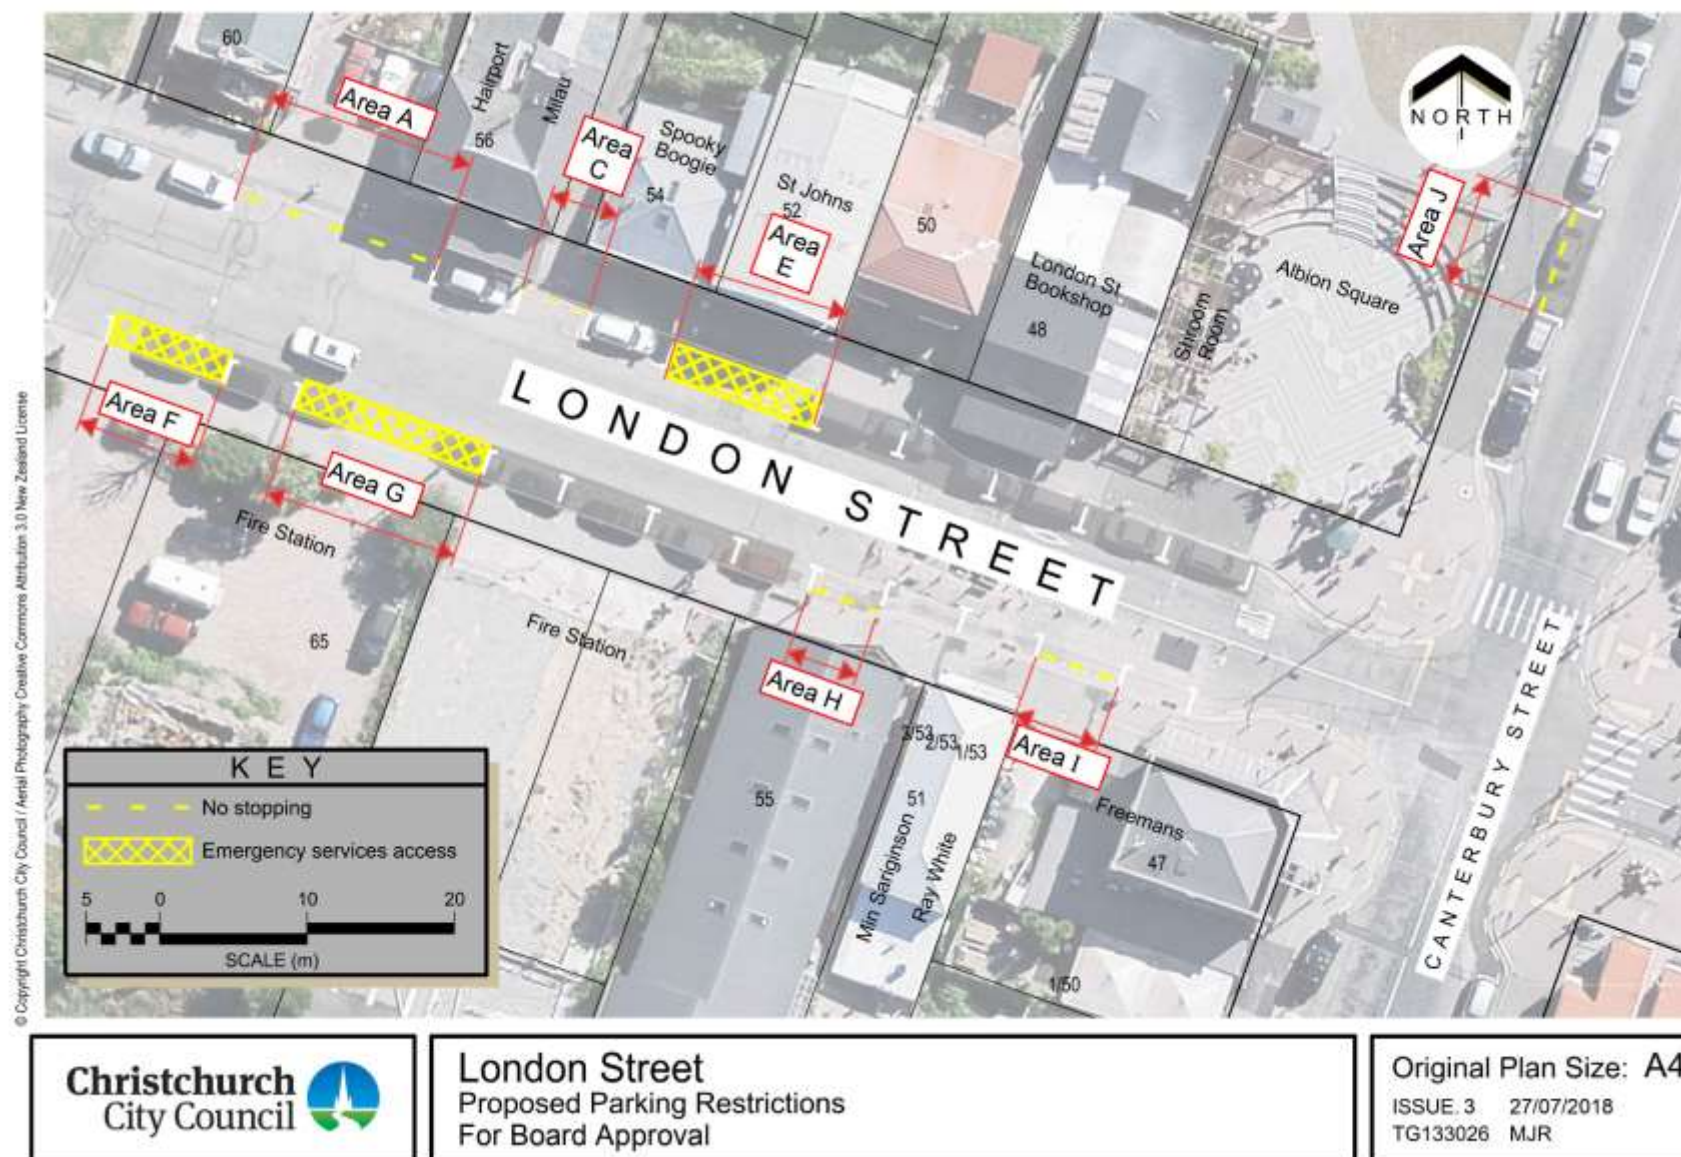 60
Area A
Hairport
Milau
56
Area
C
Spooky
Boogie
54
St Johns
52
Area
E
50
London St
Bookshop
48
Shroom
Room
Albion Square
Area J
NORTH
Area F
Area G
Fire Station
65
Fire Station
LONDON STREET
Area H
Area I
3/53
2/53
1/53
55
51
Min Sariginson
Ray White
Freemans
47
1/50
CANTERBURY STREET
KEY
No stopping
Emergency services access
5 0 10 20
SCALE (m)
© Copyright Christchurch City Council / Aerial Photography Creative Commons Attribution 3.0 New Zealand License
Christchurch
City Council
London Street
Proposed Parking Restrictions
For Board Approval
Original Plan Size: A4
ISSUE. 3 27/07/2018
TG133026 MJR